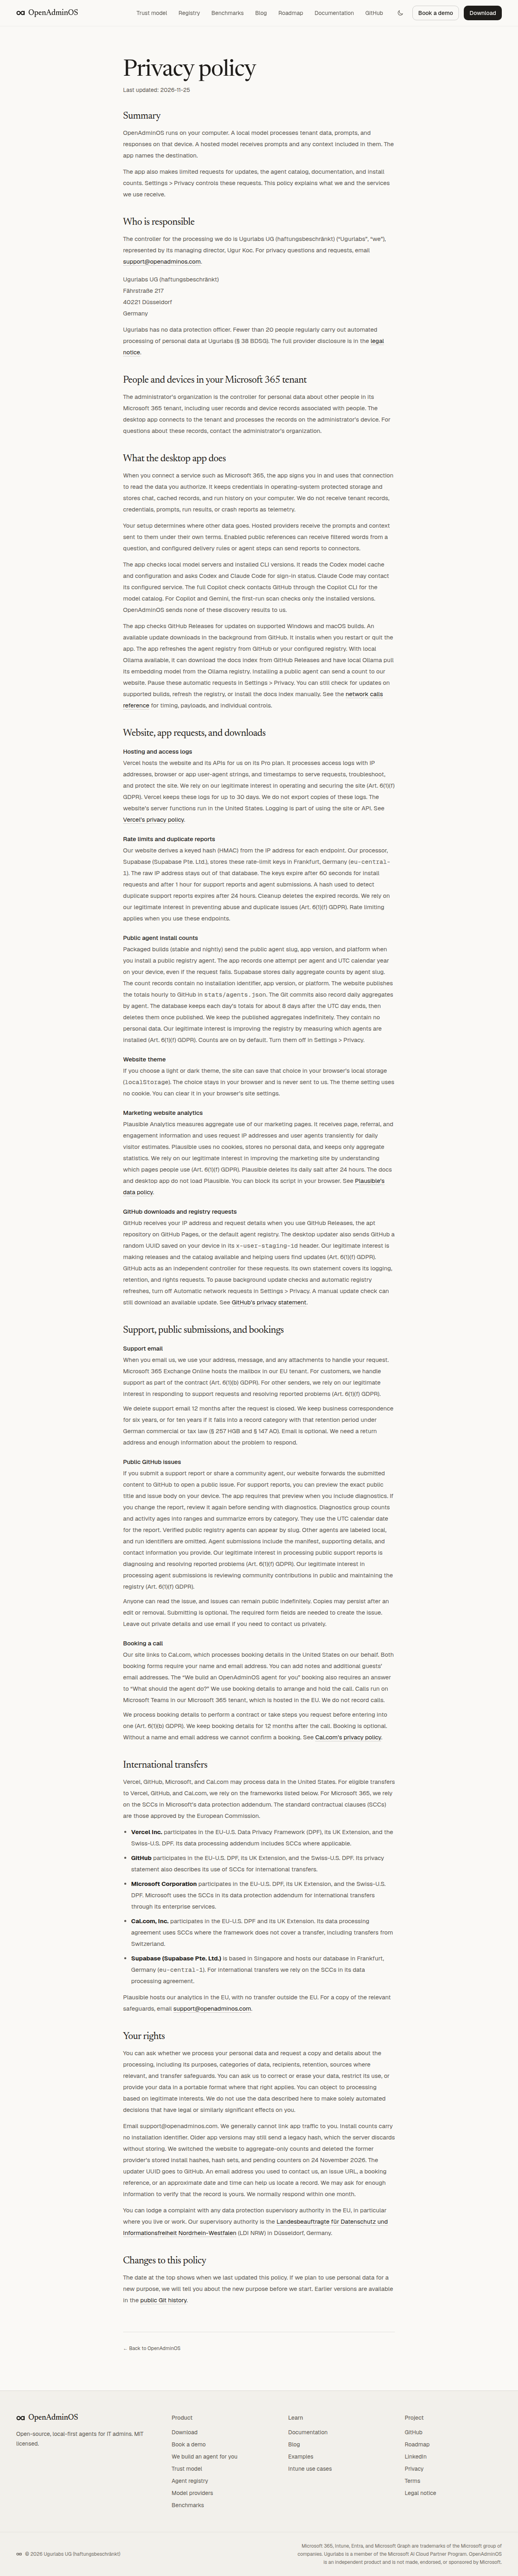 OpenAdminOS
Trust model Registry Benchmarks Blog Roadmap Documentation GitHub Book a demo Download
Privacy policy
Last updated: 2026-11-25
Summary
OpenAdminOS runs on your computer. A local model processes tenant data, prompts, and
responses on that device. A hosted model receives prompts and any context included in them. The
app names the destination.
The app also makes limited requests for updates, the agent catalog, documentation, and install
counts. Settings > Privacy controls these requests. This policy explains what we and the services
we use receive.
Who is responsible
The controller for the processing we do is Ugurlabs UG (haftungsbeschränkt) ("Ugurlabs", "we"),
represented by its managing director, Ugur Koc. For privacy questions and requests, email
support@openadminos.com.
Ugurlabs UG (haftungsbeschränkt)
Fährstraße 217
40221 Düsseldorf
Germany
Ugurlabs has no data protection officer. Fewer than 20 people regularly carry out automated
processing of personal data at Ugurlabs (§ 38 BDSG). The full provider disclosure is in the legal
notice.
People and devices in your Microsoft 365 tenant
The administrator's organization is the controller for personal data about other people in its
Microsoft 365 tenant, including user records and device records associated with people. The
desktop app connects to the tenant and processes the records on the administrator's device. For
questions about these records, contact the administrator's organization.
What the desktop app does
When you connect a service such as Microsoft 365, the app signs you in and uses that connection
to read the data you authorize. It keeps credentials in operating-system protected storage and
stores chat, cached records, and run history on your computer. We do not receive tenant records,
credentials, prompts, run results, or crash reports as telemetry.
Your setup determines where other data goes. Hosted providers receive the prompts and context
sent to them under their own terms. Enabled public references can receive filtered words from a
question, and configured delivery rules or agent steps can send reports to connectors.
The app checks local model servers and installed CLI versions. It reads the Codex model cache
and configuration and asks Codex and Claude Code for sign-in status; Claude Code may contact
its configured service. The full Copilot check contacts GitHub through the Copilot CLI for the
model catalog. For Copilot and Gemini, the first-run scan checks only the installed versions.
OpenAdminOS sends none of these discovery results to us.
The app checks GitHub Releases for updates on supported Windows and macOS builds. An
available update downloads in the background from GitHub. It installs when you restart or quit the
app. The app refreshes the agent registry from GitHub or your configured registry. With local
Ollama available, it can download the docs index from GitHub Releases and have local Ollama pull
its embedding model from the Ollama registry. Installing a public agent can send a count to our
website. Pause these automatic requests in Settings > Privacy. You can still check for updates on
supported builds, refresh the registry, or install the docs index manually. See the network calls
reference for timing, payloads, and individual controls.
Website, app requests, and downloads
Hosting and access logs
Vercel hosts the website and its APIs for us on its Pro plan. It processes access logs with IP
addresses, browser or app user-agent strings, and timestamps to serve requests, troubleshoot,
and protect the site. We rely on our legitimate interest in operating and securing the site (Art. 6(1)(f)
GDPR). Vercel keeps these logs for up to 30 days. We do not export copies of these logs. The
website's server functions run in the United States. Logging is part of using the site or API. See
Vercel's privacy policy.
Rate limits and duplicate reports
Our website derives a keyed hash (HMAC) from the IP address for each endpoint. Our processor,
Supabase (Supabase Pte. Ltd.), stores these rate-limit keys in Frankfurt, Germany (eu-central-
1). The raw IP address stays out of that database. The keys expire after 60 seconds for install
requests and after 1 hour for support reports and agent submissions. A hash used to detect
duplicate support reports expires after 24 hours. Cleanup deletes the expired records. We rely on
our legitimate interest in preventing abuse and duplicate issues (Art. 6(1)(f) GDPR). Rate limiting
applies when you use these endpoints.
Public agent install counts
Packaged builds (stable and nightly) send the public agent slug, app version, and platform when
you install a public registry agent. The app records one attempt per agent and UTC calendar year
on your device, even if the request fails. Supabase stores daily aggregate counts by agent slug.
The count records contain no installation identifier, app version, or platform. The website publishes
the totals hourly to GitHub in stats/agents.json. The Git commits also record daily aggregates
by agent. The database keeps each day's totals for about 8 days after the UTC day ends, then
deletes them once published. We keep the published aggregates indefinitely. They contain no
personal data. Our legitimate interest is improving the registry by measuring which agents are
installed (Art. 6(1)(f) GDPR). Counts are on by default. Turn them off in Settings > Privacy.
Website theme
If you choose a light or dark theme, the site can save that choice in your browser's local storage
(localStorage). The choice stays in your browser and is never sent to us. The theme setting uses
no cookie. You can clear it in your browser's site settings.
Marketing website analytics
Plausible Analytics measures aggregate use of our marketing pages. It receives page, referral, and
engagement information and uses request IP addresses and user agents transiently for daily
visitor estimates. Plausible uses no cookies, stores no personal data, and keeps only aggregate
statistics. We rely on our legitimate interest in improving the marketing site by understanding
which pages people use (Art. 6(1)(f) GDPR). Plausible deletes its daily salt after 24 hours. The docs
and desktop app do not load Plausible. You can block its script in your browser. See Plausible's
data policy.
GitHub downloads and registry requests
GitHub receives your IP address and request details when you use GitHub Releases, the apt
repository on GitHub Pages, or the default agent registry. The desktop updater also sends GitHub a
random UUID saved on your device in its x-user-staging-id header. Our legitimate interest is
making releases and the catalog available and helping users find updates (Art. 6(1)(f) GDPR).
GitHub acts as an independent controller for these requests. Its own statement covers its logging,
retention, and rights requests. To pause background update checks and automatic registry
refreshes, turn off Automatic network requests in Settings > Privacy. A manual update check can
still download an available update. See GitHub's privacy statement.
Support, public submissions, and bookings
Support email
When you email us, we use your address, message, and any attachments to handle your request.
Microsoft 365 Exchange Online hosts the mailbox in our EU tenant. For customers, we handle
support as part of the contract (Art. 6(1)(b) GDPR). For other senders, we rely on our legitimate
interest in responding to support requests and resolving reported problems (Art. 6(1)(f) GDPR).
We delete support email 12 months after the request is closed. We keep business correspondence
for six years, or for ten years if it falls into a record category with that retention period under
German commercial or tax law (§ 257 HGB and § 147 AO). Email is optional. We need a return
address and enough information about the problem to respond.
Public GitHub issues
If you submit a support report or share a community agent, our website forwards the submitted
content to GitHub to open a public issue. For support reports, you can preview the exact public
title and issue body on your device. The app requires that preview when you include diagnostics. If
you change the report, review it again before sending with diagnostics. Diagnostics group counts
and activity ages into ranges and summarize errors by category. They use the UTC calendar date
for the report. Verified public registry agents can appear by slug. Other agents are labeled local,
and run identifiers are omitted. Agent submissions include the manifest, supporting details, and
contact information you provide. Our legitimate interest in processing public support reports is
diagnosing and resolving reported problems (Art. 6(1)(f) GDPR). Our legitimate interest in
processing agent submissions is reviewing community contributions in public and maintaining the
registry (Art. 6(1)(f) GDPR).
Anyone can read the issue, and issues can remain public indefinitely. Copies may persist after an
edit or removal. Submitting is optional. The required form fields are needed to create the issue.
Leave out private details and use email if you need to contact us privately.
Booking a call
Our site links to Cal.com, which processes booking details in the United States on our behalf. Both
booking forms require your name and email address. You can add notes and additional guests'
email addresses. The "We build an OpenAdminOS agent for you" booking also requires an answer
to "What should the agent do?" We use booking details to arrange and hold the call. Calls run on
Microsoft Teams in our Microsoft 365 tenant, which is hosted in the EU. We do not record calls.
We process booking details to perform a contract or take steps you request before entering into
one (Art. 6(1)(b) GDPR). We keep booking details for 12 months after the call. Booking is optional.
Without a name and email address we cannot confirm a booking. See Cal.com's privacy policy.
International transfers
Vercel, GitHub, Microsoft, and Cal.com may process data in the United States. For eligible transfers
to Vercel, GitHub, and Cal.com, we rely on the frameworks listed below. For Microsoft 365, we rely
on the SCCs in Microsoft's data protection addendum. The standard contractual clauses (SCCs)
are those approved by the European Commission.
• Vercel Inc. participates in the EU-U.S. Data Privacy Framework (DPF), its UK Extension, and the
Swiss-U.S. DPF. Its data processing addendum includes SCCs where applicable.
• GitHub participates in the EU-U.S. DPF, its UK Extension, and the Swiss-U.S. DPF. Its privacy
statement also describes its use of SCCs for international transfers.
• Microsoft Corporation participates in the EU-U.S. DPF, its UK Extension, and the Swiss-U.S.
DPF. Microsoft uses the SCCs in its data protection addendum for international transfers
through its enterprise services.
• Cal.com, Inc. participates in the EU-U.S. DPF and its UK Extension. Its data processing
agreement uses SCCs where the framework does not cover a transfer, including transfers from
Switzerland.
• Supabase (Supabase Pte. Ltd.) is based in Singapore and hosts our database in Frankfurt,
Germany (eu-central-1). For international transfers we rely on the SCCs in its data
processing agreement.
Plausible hosts our analytics in the EU, with no transfer outside the EU. For a copy of the relevant
safeguards, email support@openadminos.com.
Your rights
You can ask whether we process your personal data and request a copy and details about the
processing, including its purposes, categories of data, recipients, retention, sources where
relevant, and transfer safeguards. You can ask us to correct or erase your data, restrict its use, or
provide your data in a portable format where that right applies. You can object to processing
based on legitimate interests. We do not use the data described here to make solely automated
decisions that have legal or similarly significant effects on you.
Email support@openadminos.com. We generally cannot link app traffic to you. Install counts carry
no installation identifier. Older app versions may still send a legacy hash, which the server discards
without storing. We switched the website to aggregate-only counts and deleted the former
provider's stored install hashes, hash sets, and pending counters on 24 November 2026. The
updater UUID goes to GitHub. An email address you used to contact us, an issue URL, a booking
reference, or an approximate date and time can help us locate a record. We may ask for enough
information to verify that the record is yours. We normally respond within one month.
You can lodge a complaint with any data protection supervisory authority in the EU, in particular
where you live or work. Our supervisory authority is the Landesbeauftragte für Datenschutz und
Informationsfreiheit Nordrhein-Westfalen (LDI NRW) in Düsseldorf, Germany.
Changes to this policy
The date at the top shows when we last updated this policy. If we plan to use personal data for a
new purpose, we will tell you about the new purpose before we start. Earlier versions are available
in the public Git history.
← Back to OpenAdminOS
OpenAdminOS
Open-source, local-first agents for IT admins. MIT
licensed.
Product
Download
Book a demo
We build an agent for you
Trust model
Agent registry
Model providers
Benchmarks
Learn
Documentation
Blog
Examples
Intune use cases
Project
GitHub
Roadmap
LinkedIn
Privacy
Terms
Legal notice
© 2026 Ugurlabs UG (haftungsbeschränkt)
Microsoft 365, Intune, Entra, and Microsoft Graph are trademarks of the Microsoft group of
companies. Ugurlabs is a member of the Microsoft AI Cloud Partner Program. OpenAdminOS
is an independent product and is not made, endorsed, or sponsored by Microsoft.